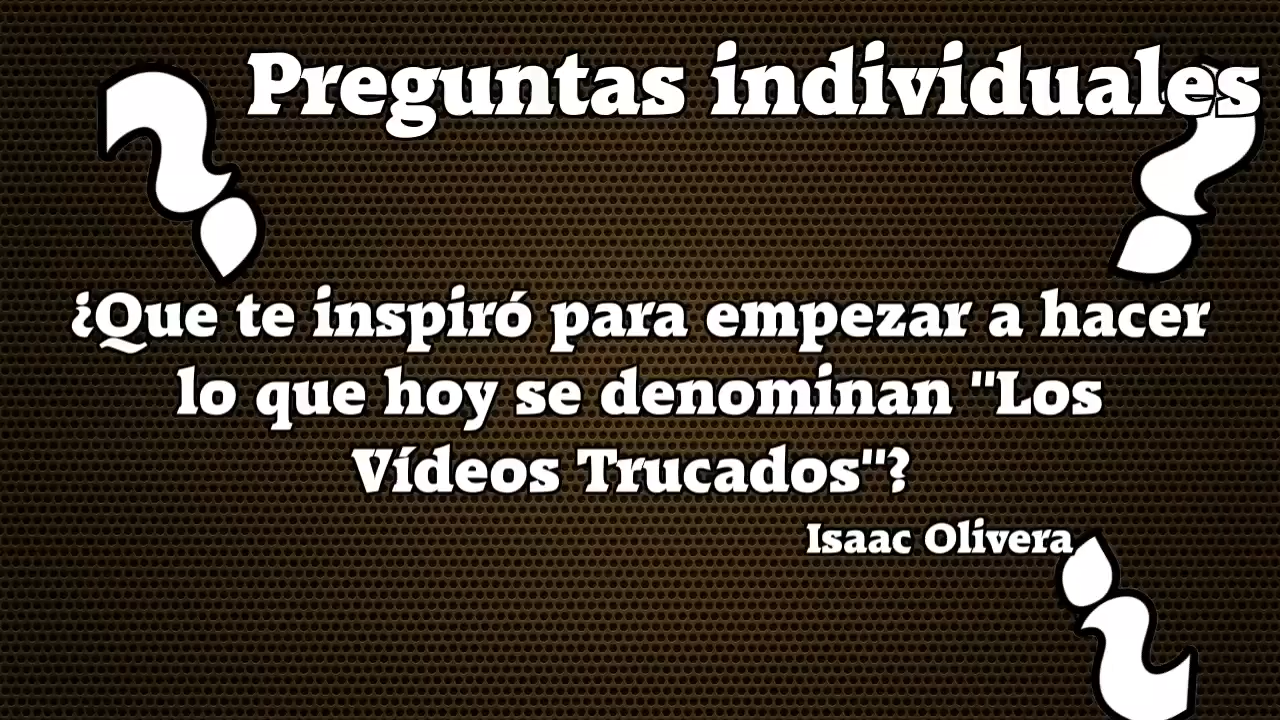 Preguntas individuales
¿Que te inspiró para empezar a hacer
lo que hoy se denominan "Los
Vídeos Trucados"?
Isaac Olivera